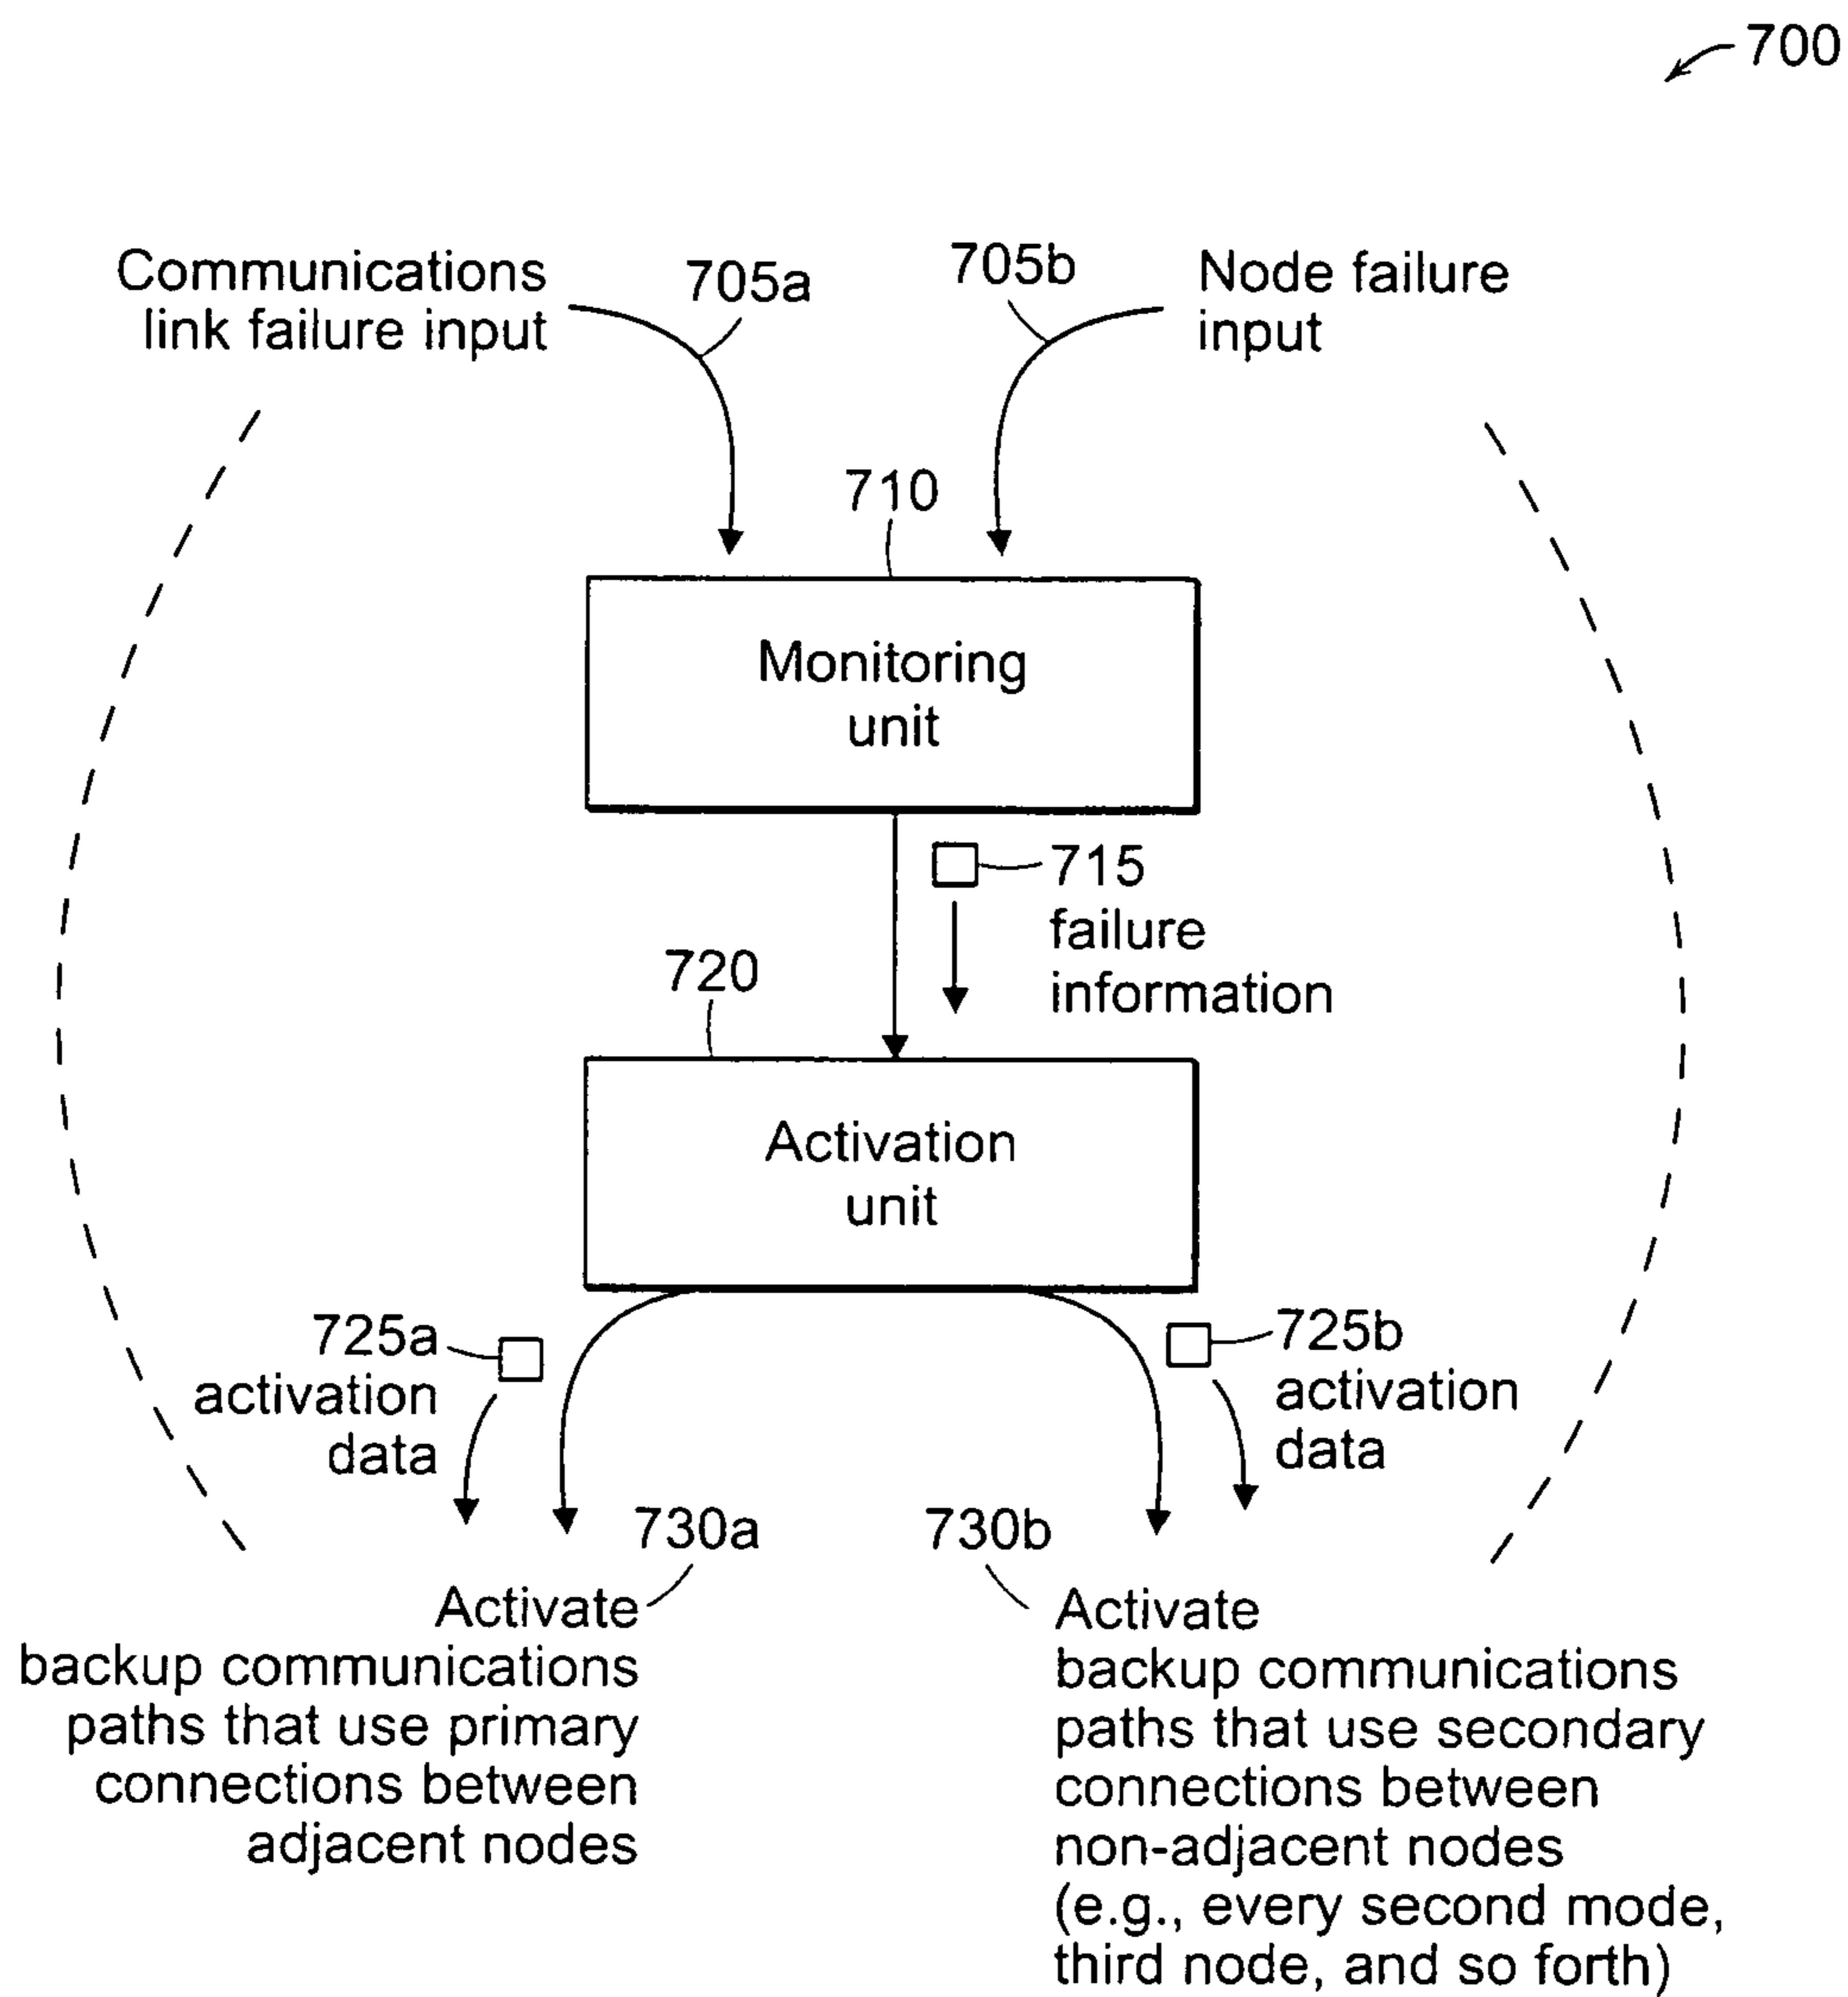 700
Communications
link failure input
705a
705b
Node failure
input
710
Monitoring
unit
715
failure
information
720
Activation
unit
725a
activation
data
725b
activation
data
730a
Activate
backup communications
paths that use primary
connections between
adjacent nodes
730b
Activate
backup communications
paths that use secondary
connections between
non-adjacent nodes
(e.g., every second mode,
third node, and so forth)